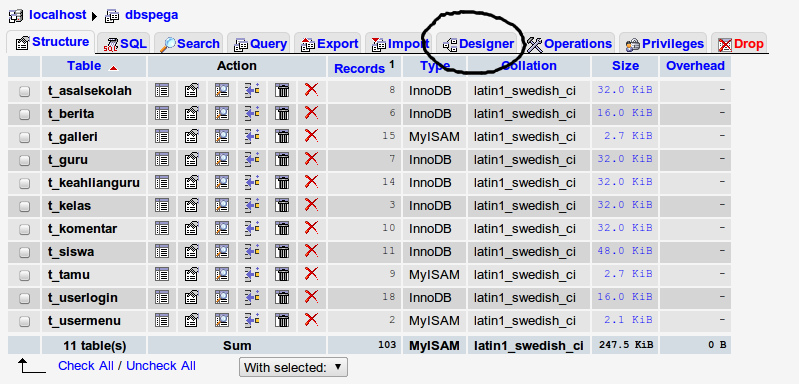 localhost dbspega
Structure SQL Search Query Export Import Designer Operations Privileges Drop
Table Action Records 1 Type Collation Size Overhead
t_asalsekolah 8 InnoDB latin1_swedish_ci 32.0 KiB -
t_berita 6 InnoDB latin1_swedish_ci 16.0 KiB -
t_galleri 15 MyISAM latin1_swedish_ci 2.7 KiB -
t_guru 7 InnoDB latin1_swedish_ci 32.0 KiB -
t_keahlianguru 14 InnoDB latin1_swedish_ci 32.0 KiB -
t_kelas 3 InnoDB latin1_swedish_ci 32.0 KiB -
t_komentar 10 InnoDB latin1_swedish_ci 32.0 KiB -
t_siswa 11 InnoDB latin1_swedish_ci 48.0 KiB -
t_tamu 9 MyISAM latin1_swedish_ci 2.7 KiB -
t_userlogin 18 InnoDB latin1_swedish_ci 16.0 KiB -
t_usermenu 2 MyISAM latin1_swedish_ci 2.1 KiB -
11 table(s) Sum 103 MyISAM latin1_swedish_ci 247.5 KiB 0 B
Check All / Uncheck All With selected: